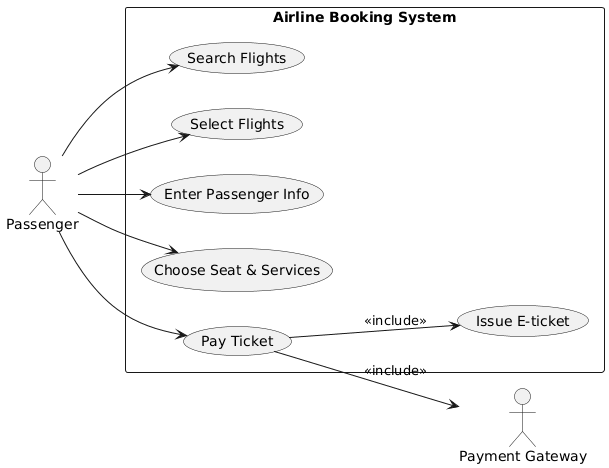 Airline Booking System
Search Flights
Select Flights
Enter Passenger Info
Passenger
Choose Seat & Services
Pay Ticket
«include»
Issue E-ticket
«include»
Payment Gateway